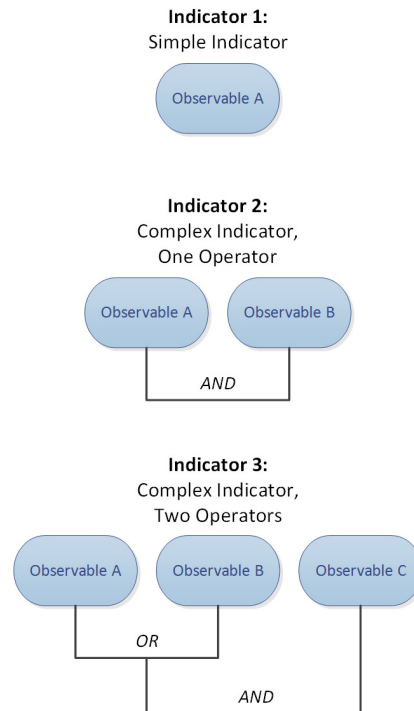 Indicator 1:
Simple Indicator
Observable A
Indicator 2:
Complex Indicator,
One Operator
Observable A
Observable B
AND
Indicator 3:
Complex Indicator,
Two Operators
Observable A
Observable B
Observable C
OR
AND